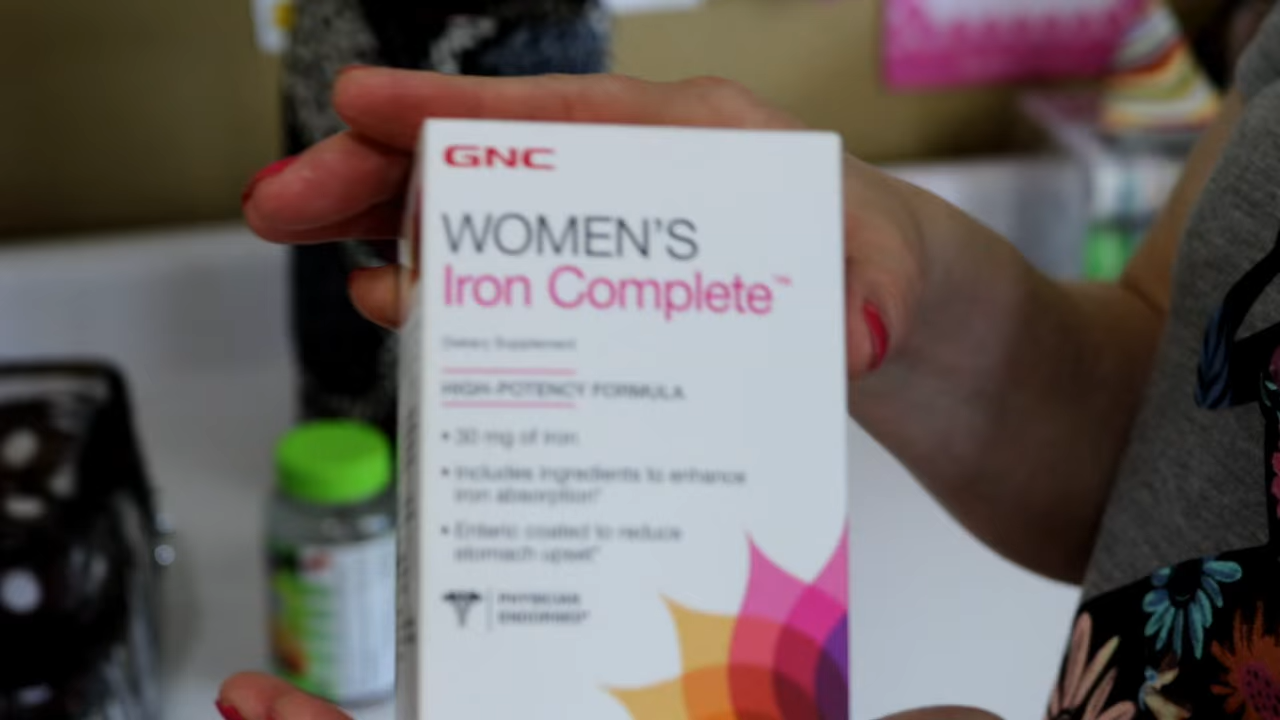 GNC
WOMEN'S
Iron Complete™
Dietary Supplement
HIGH-POTENCY FORMULA
• 30 mg of iron
• Includes ingredients to enhance
iron absorption*
• Enteric coated to reduce
stomach upset*
PHYSICIAN
ENDORSED*